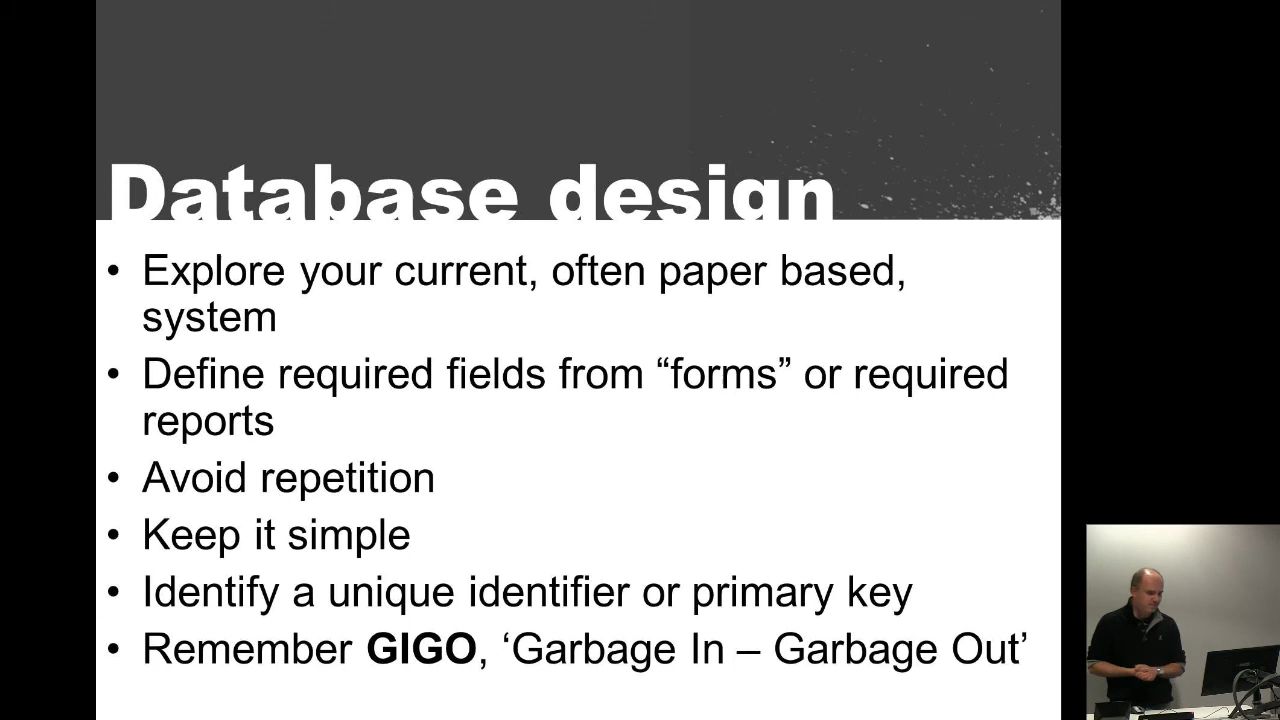 Database design
• Explore your current, often paper based,
system
• Define required fields from “forms” or required
reports
• Avoid repetition
• Keep it simple
• Identify a unique identifier or primary key
• Remember GIGO, ‘Garbage In – Garbage Out’